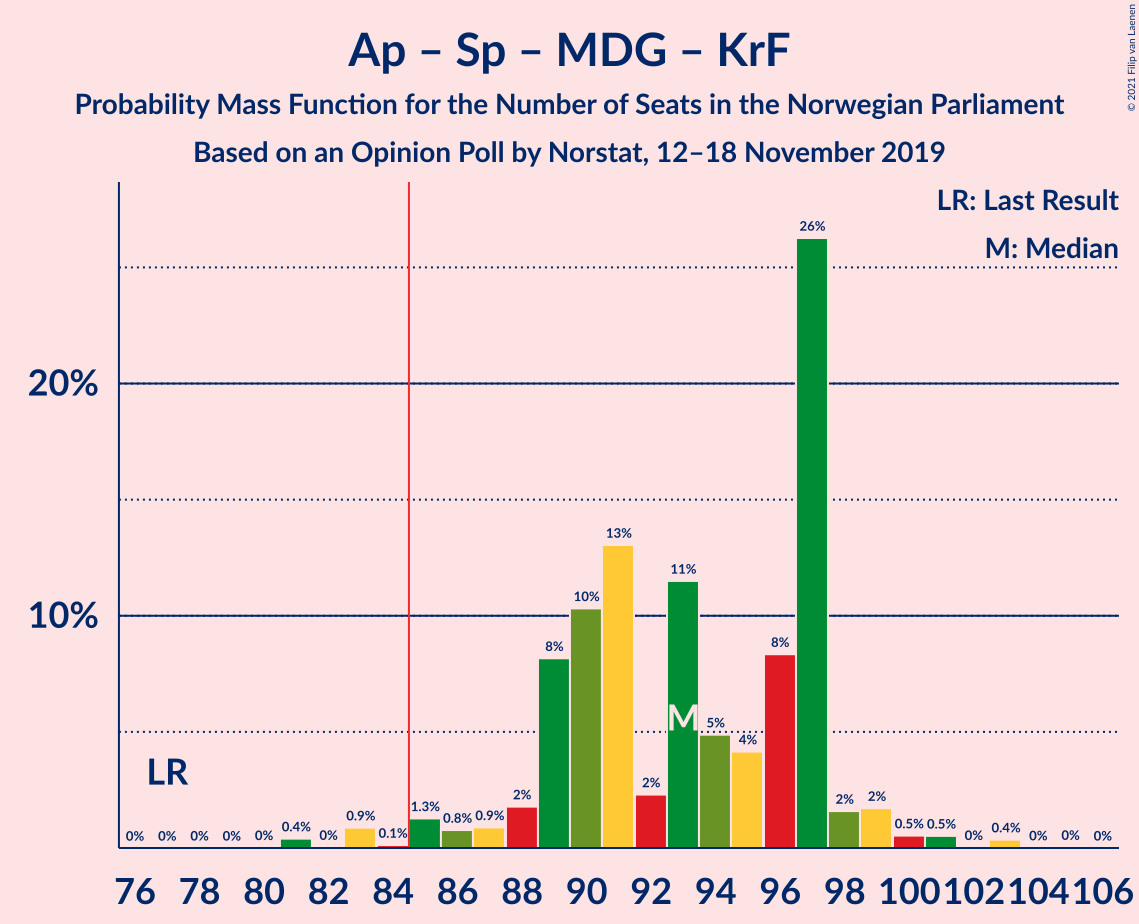 Ap – Sp – MDG – KrF
Probability Mass Function for the Number of Seats in the Norwegian Parliament
Based on an Opinion Poll by Norstat, 12–18 November 2019
© 2021 Filip van Laenen
LR: Last Result
M: Median
20%
10%
LR
M
0% 0% 0% 0% 0% 0.4% 0% 0.9% 0.1% 1.3% 0.8% 0.9% 2% 8% 10% 13% 2% 11% 5% 4% 8% 26% 2% 2% 0.5% 0.5% 0% 0.4% 0% 0% 0%
76 78 80 82 84 86 88 90 92 94 96 98 100 102 104 106